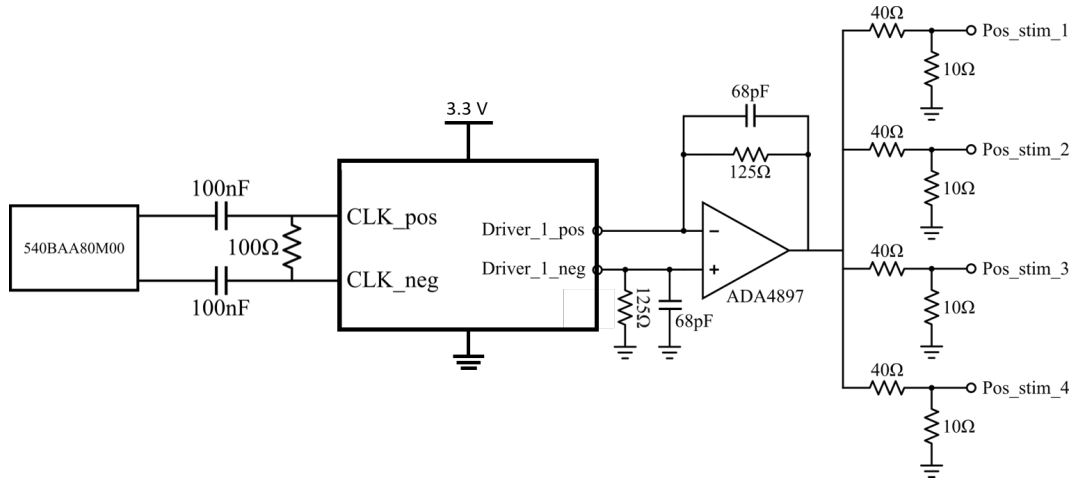 40Ω
Pos_stim_1
10Ω
68pF
3.3 V
40Ω
Pos_stim_2
125Ω
10Ω
100nF
CLK_pos
Driver_1_pos
−
540BAA80M00
100Ω
Driver_1_neg
+
40Ω
Pos_stim_3
CLK_neg
ADA4897
100nF
125Ω
68pF
10Ω
40Ω
Pos_stim_4
10Ω